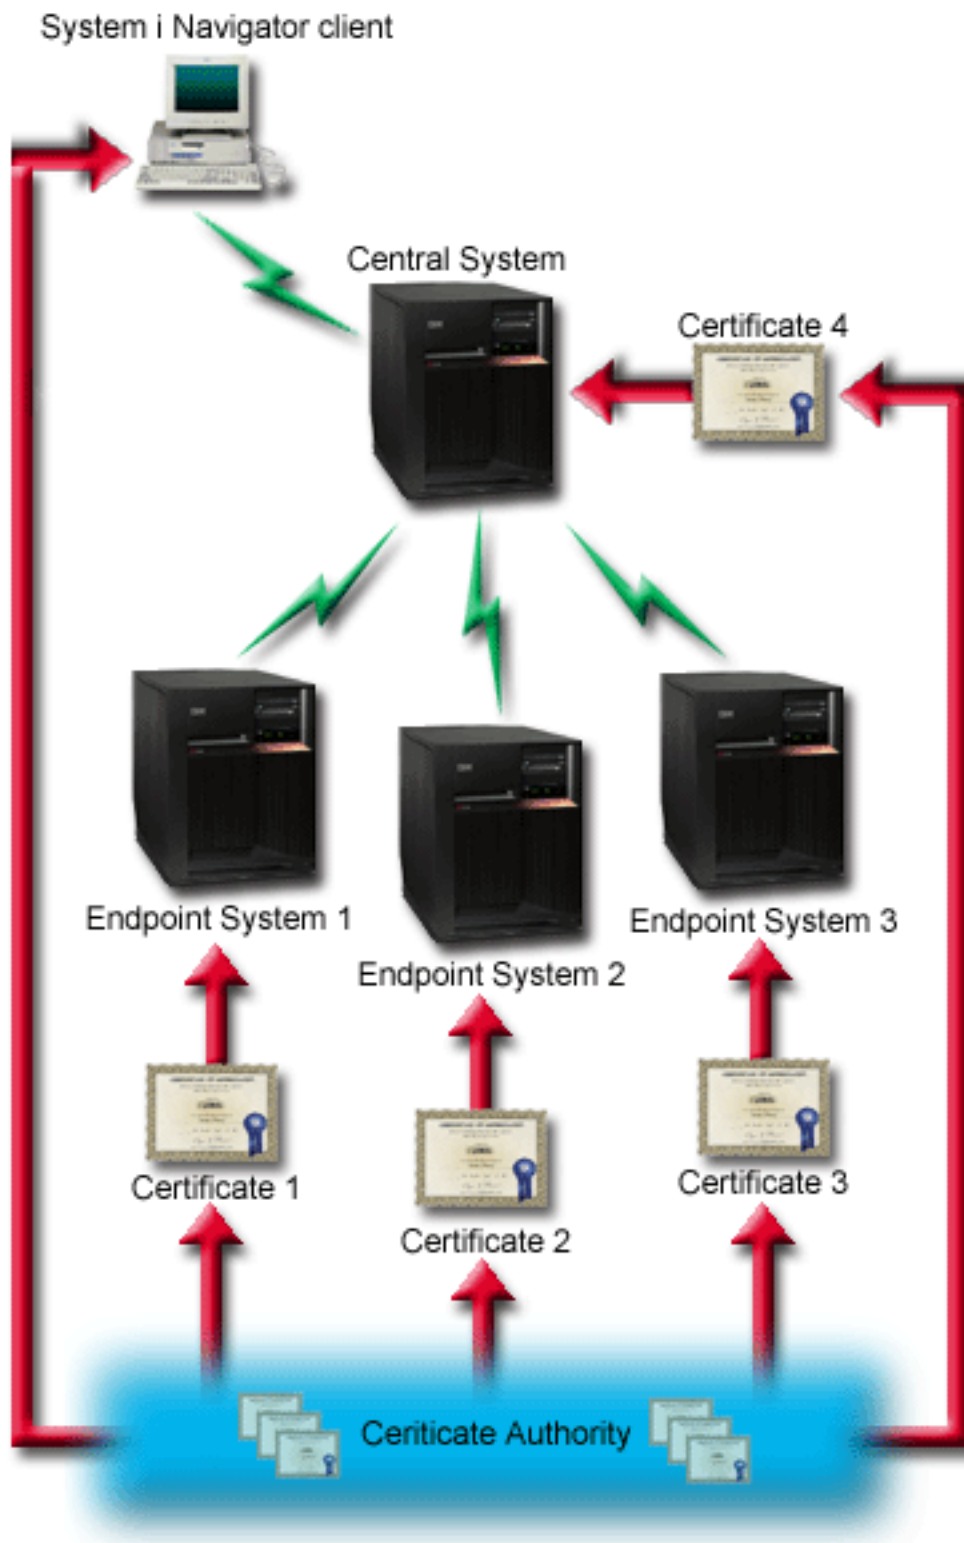 System i Navigator client
Central System
Certificate 4
Endpoint System 1
Endpoint System 2
Endpoint System 3
Certificate 1
Certificate 2
Certificate 3
Ceriticate Authority